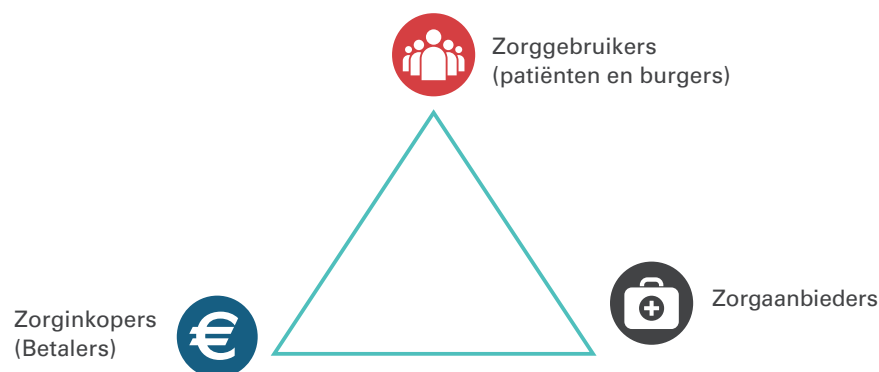 Zorggebruikers
(patiënten en burgers)
Zorgaanbieders
Zorginkopers
(Betalers)